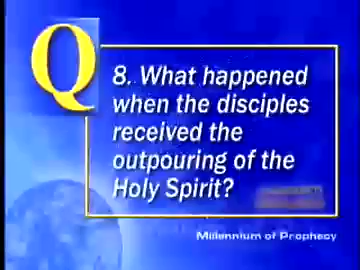 Q
8. What happened
when the disciples
received the
outpouring of the
Holy Spirit?
Millennium of Prophecy